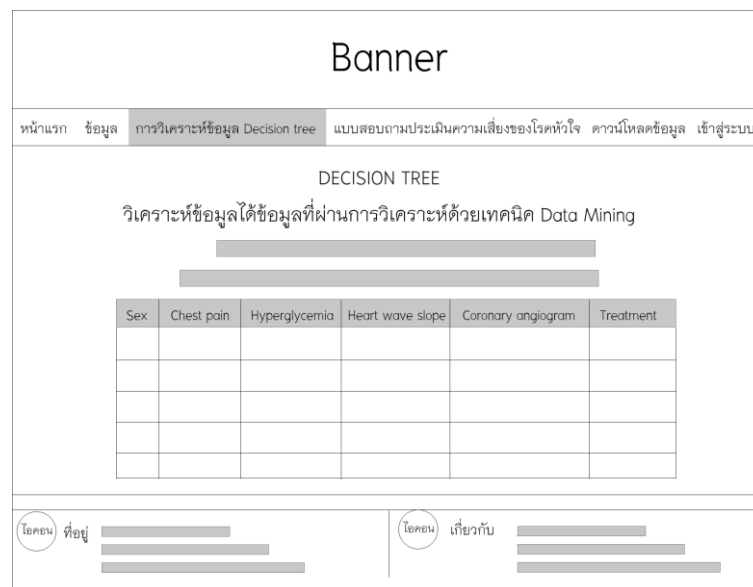 Banner
หน้าแรก ข้อมูล การวิเคราะห์ข้อมูล Decision tree แบบสอบถามประเมินความเสี่ยงของโรคหัวใจ ดาวน์โหลดข้อมูล เข้าสู่ระบบ
DECISION TREE
วิเคราะห์ข้อมูลได้ข้อมูลที่ผ่านการวิเคราะห์ด้วยเทคนิค Data Mining
Sex Chest pain Hyperglycemia Heart wave slope Coronary angiogram Treatment
ไอคอน ที่อยู่ ไอคอน เกี่ยวกับ